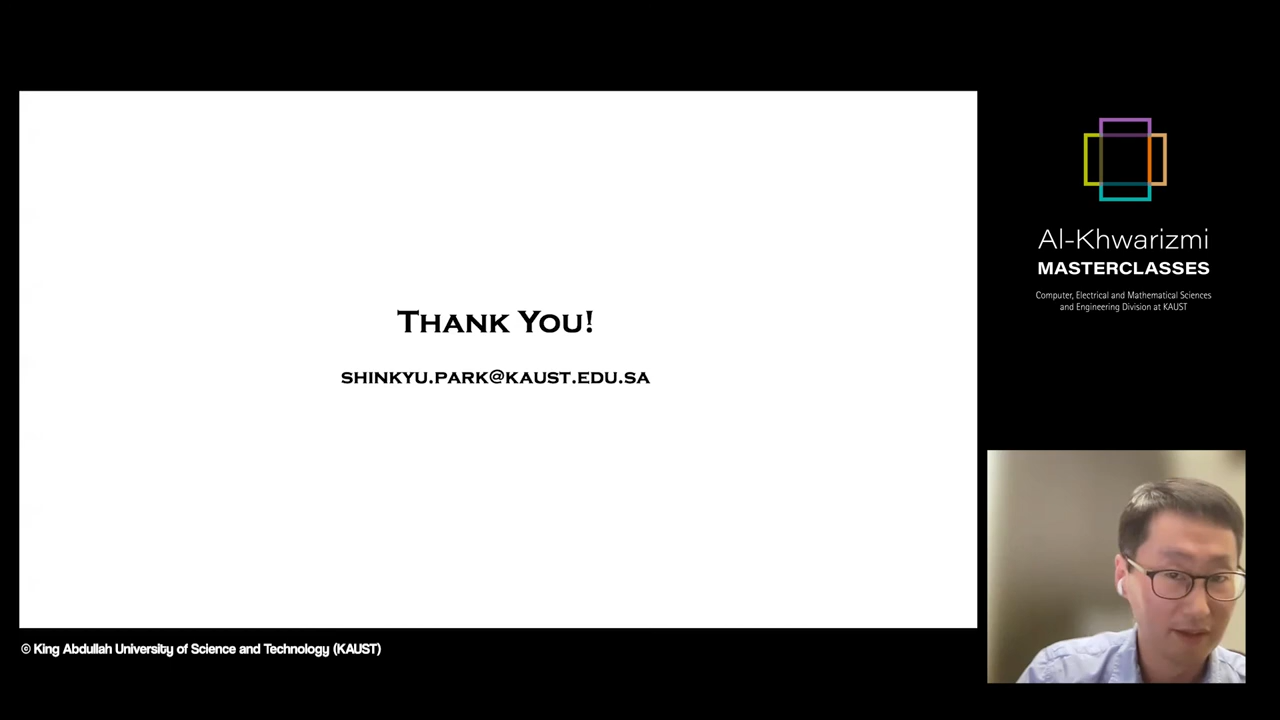 THANK YOU!
SHINKYU.PARK@KAUST.EDU.SA
Al-Khwarizmi
MASTERCLASSES
Computer, Electrical and Mathematical Sciences
and Engineering Division at KAUST
© King Abdullah University of Science and Technology (KAUST)